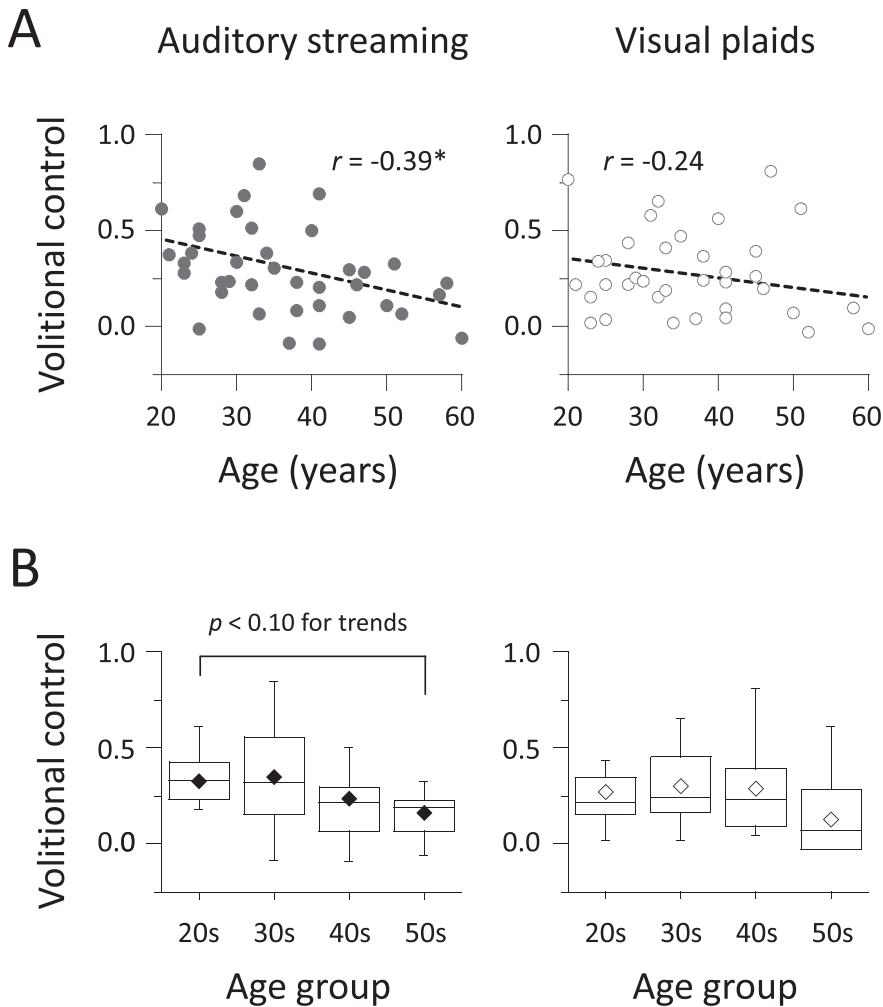 A
Auditory streaming
Visual plaids
Volitional control
1.0
0.5
0.0
r = -0.39*
20 30 40 50 60
Age (years)
1.0
0.5
0.0
r = -0.24
20 30 40 50 60
Age (years)
B
Volitional control
1.0
0.5
0.0
p < 0.10 for trends
20s 30s 40s 50s
Age group
1.0
0.5
0.0
20s 30s 40s 50s
Age group